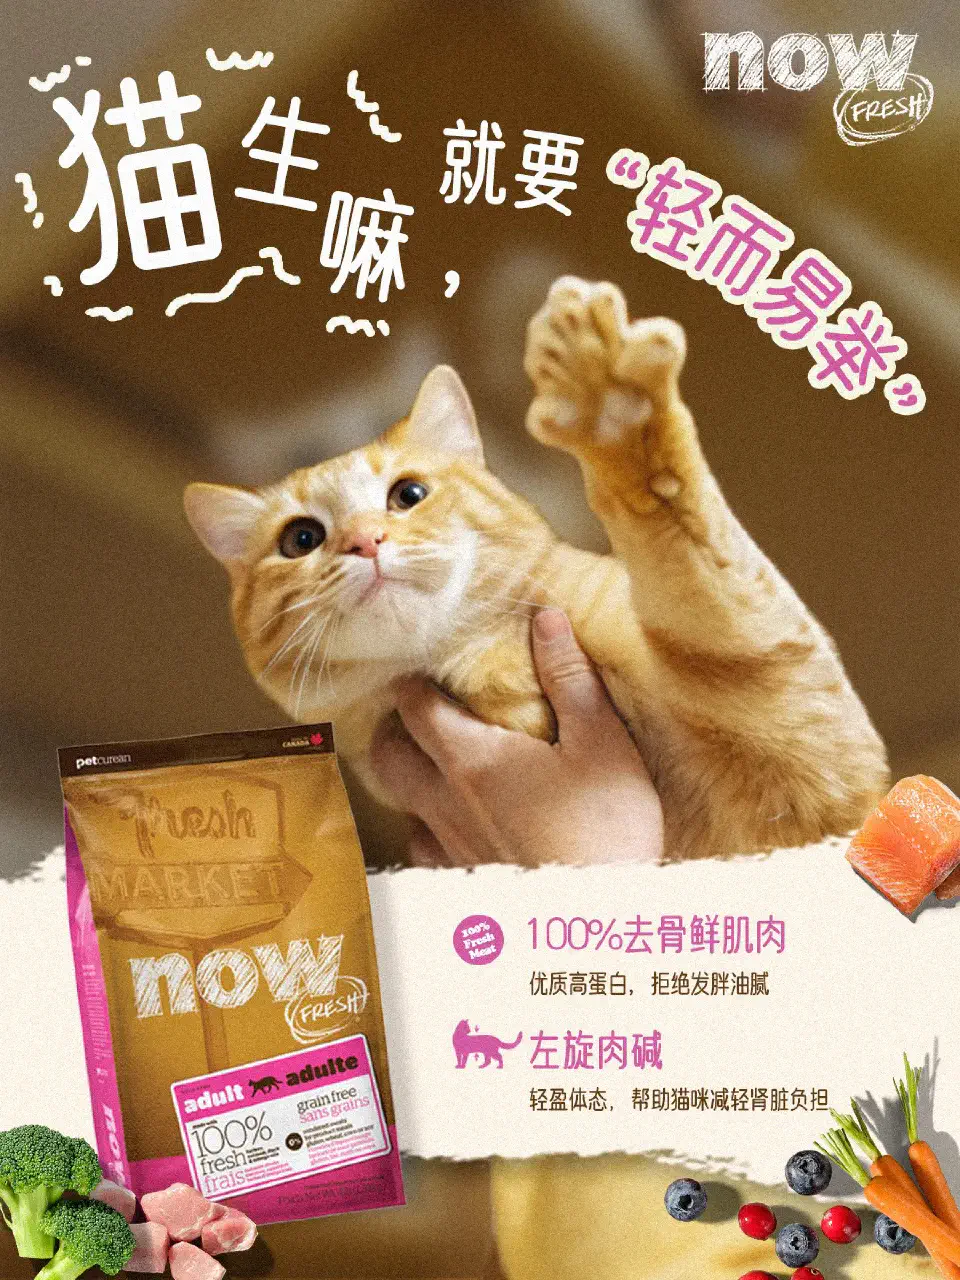 now
FRESH
猫生嘛，就要
“轻而易举”
petcurean
CANADA
Fresh
MARKET
now
FRESH
adult adulte
100%
fresh
frais
grain free
sans grains
0%
now
100%
Fresh
Meat
100%去骨鲜肌肉
优质高蛋白，拒绝发胖油腻
左旋肉碱
轻盈体态，帮助猫咪减轻肾脏负担